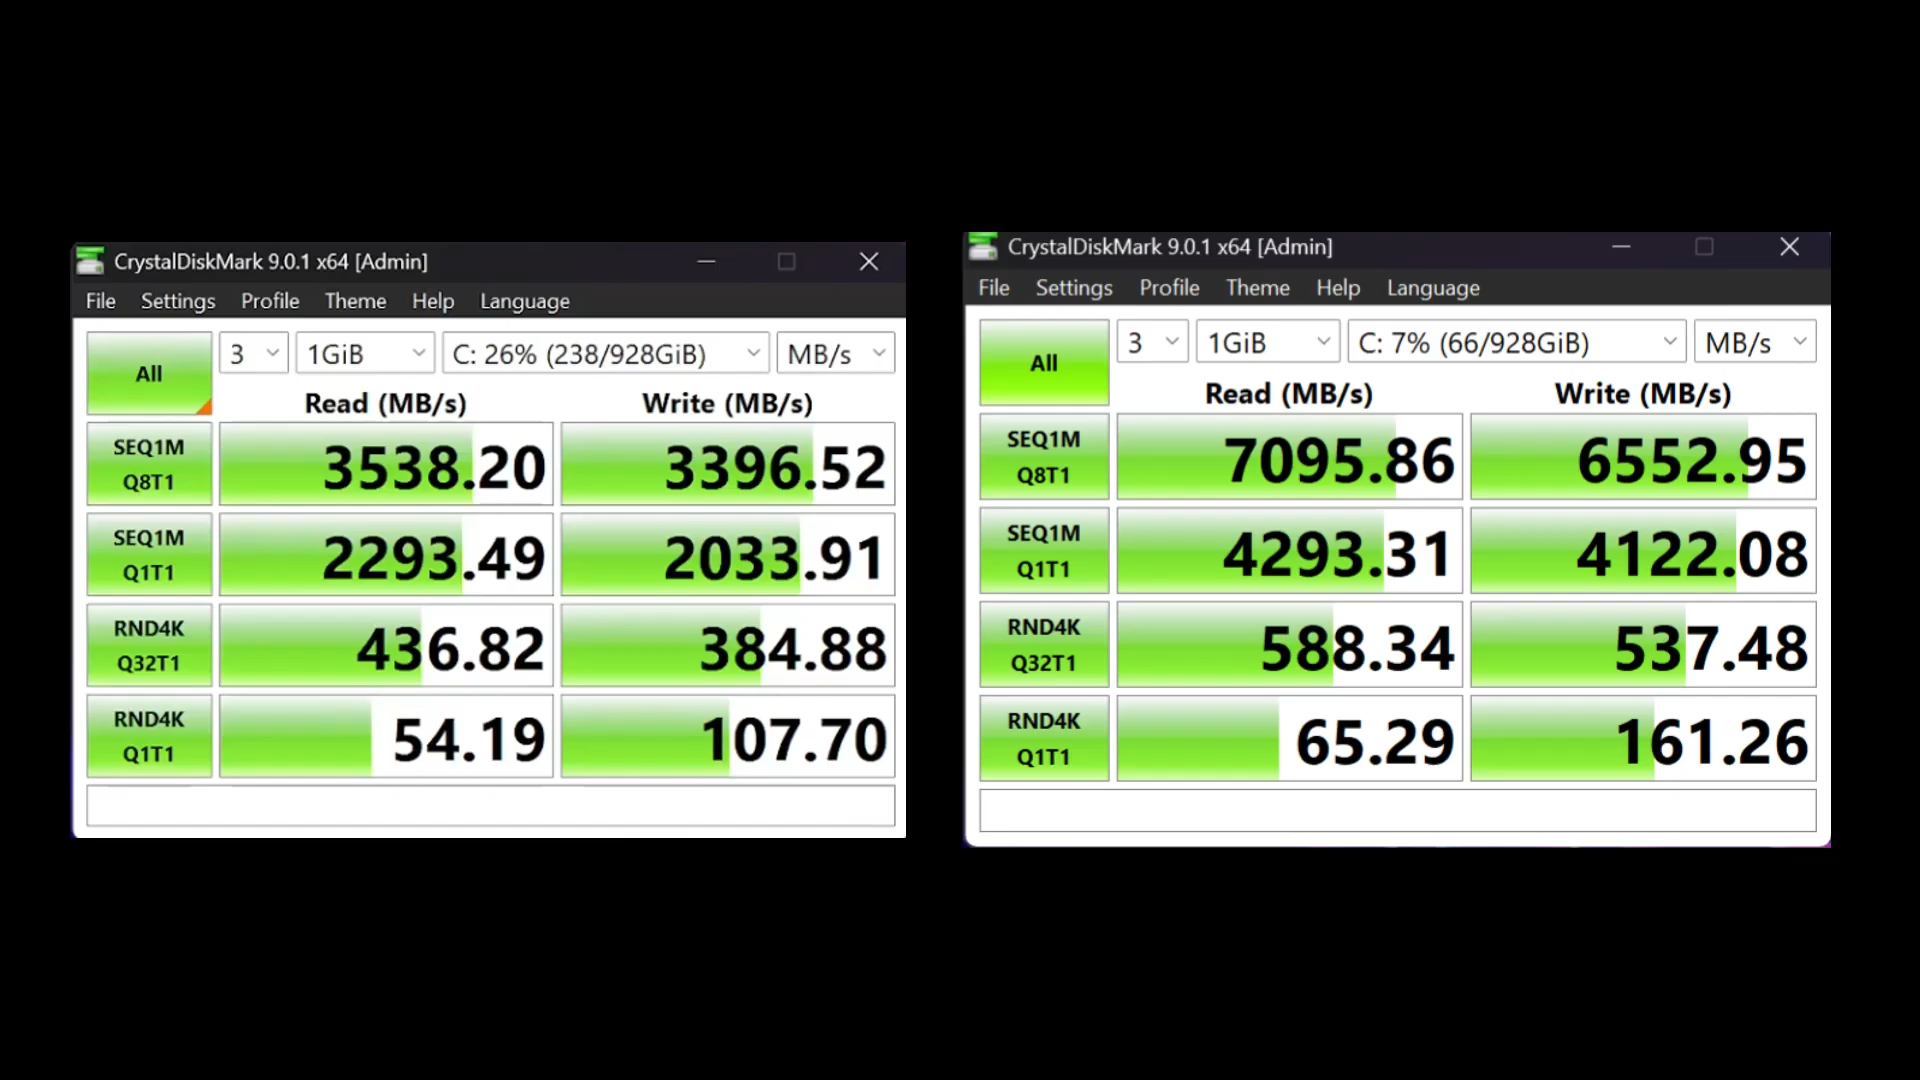 CrystalDiskMark 9.0.1 x64 [Admin]
File Settings Profile Theme Help Language
All 3 1GiB C: 26% (238/928GiB) MB/s
Read (MB/s) Write (MB/s)
SEQ1M
Q8T1
3538.20 3396.52
SEQ1M
Q1T1
2293.49 2033.91
RND4K
Q32T1
436.82 384.88
RND4K
Q1T1
54.19 107.70
CrystalDiskMark 9.0.1 x64 [Admin]
File Settings Profile Theme Help Language
All 3 1GiB C: 7% (66/928GiB) MB/s
Read (MB/s) Write (MB/s)
SEQ1M
Q8T1
7095.86 6552.95
SEQ1M
Q1T1
4293.31 4122.08
RND4K
Q32T1
588.34 537.48
RND4K
Q1T1
65.29 161.26